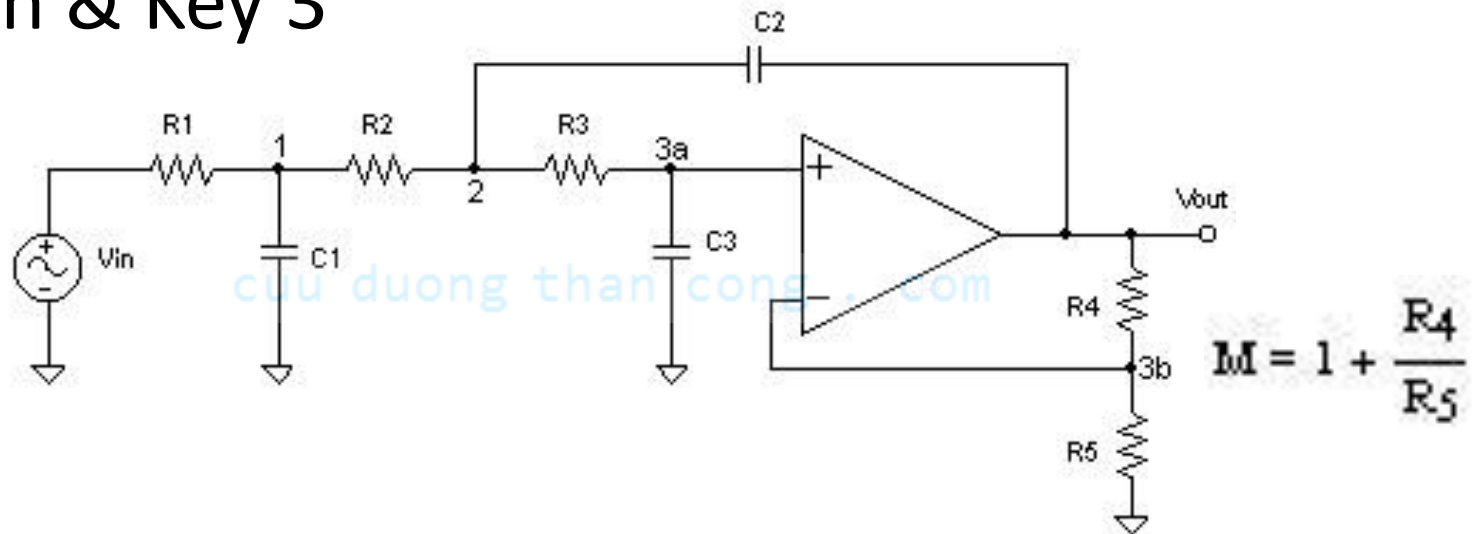 n & Key 3
C2
R1
1
R2
R3
3a
2
+
Vout
+
Vin
-
C1
C3
cuu duong than cong . com
-
R4
3b
M = 1 + R4/R5
R5